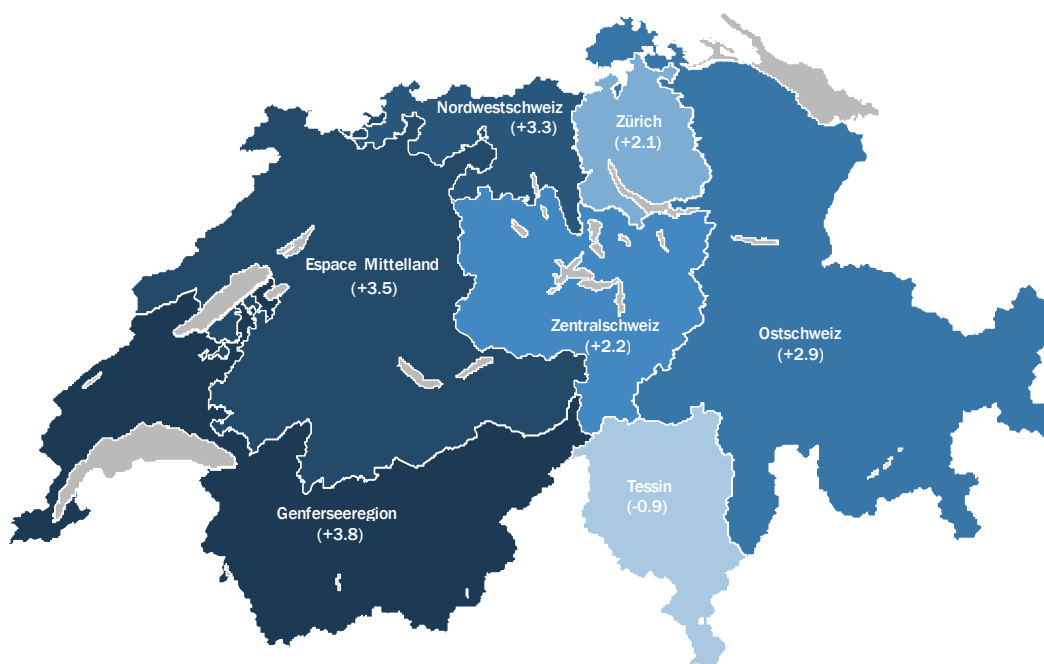 Nordwestschweiz
(+3.3)
Zürich
(+2.1)
Espace Mittelland
(+3.5)
Zentralschweiz
(+2.2)
Ostschweiz
(+2.9)
Tessin
(-0.9)
Genferseeregion
(+3.8)